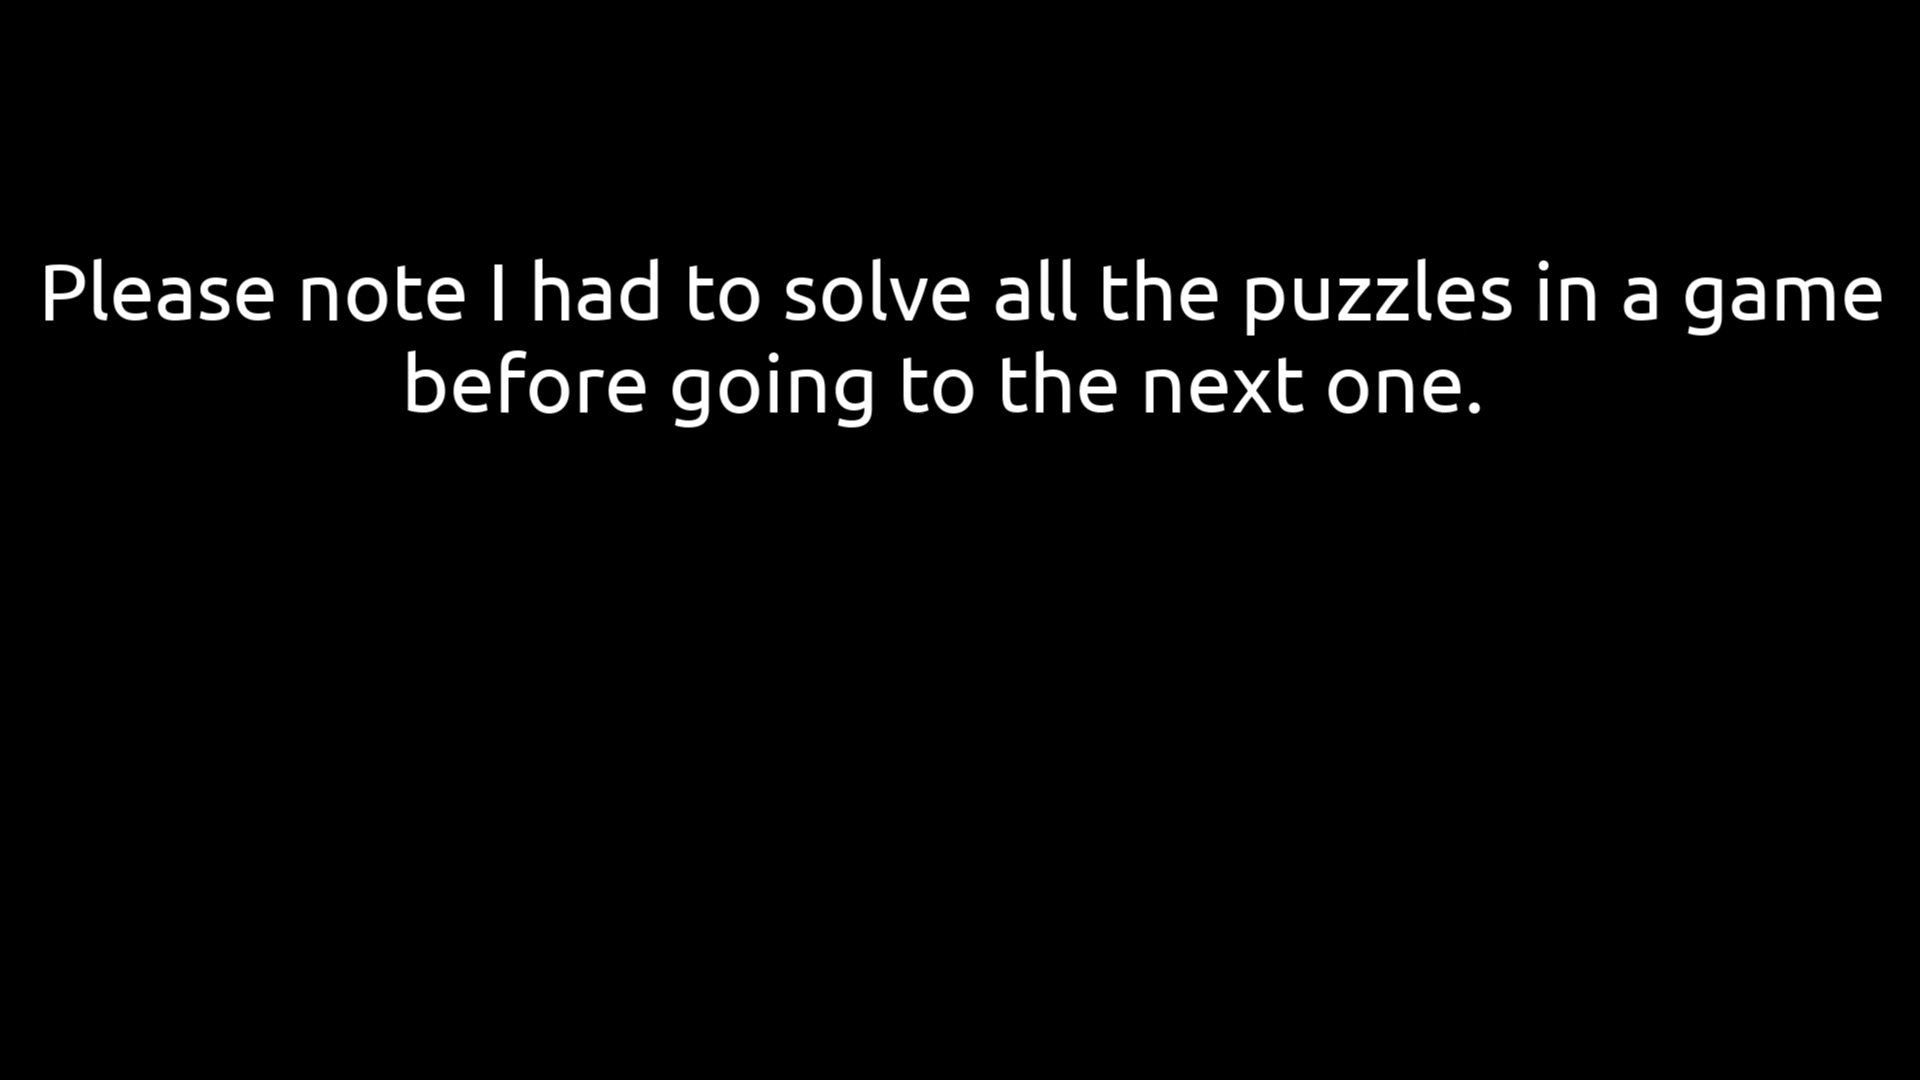 Please note I had to solve all the puzzles in a game
before going to the next one.